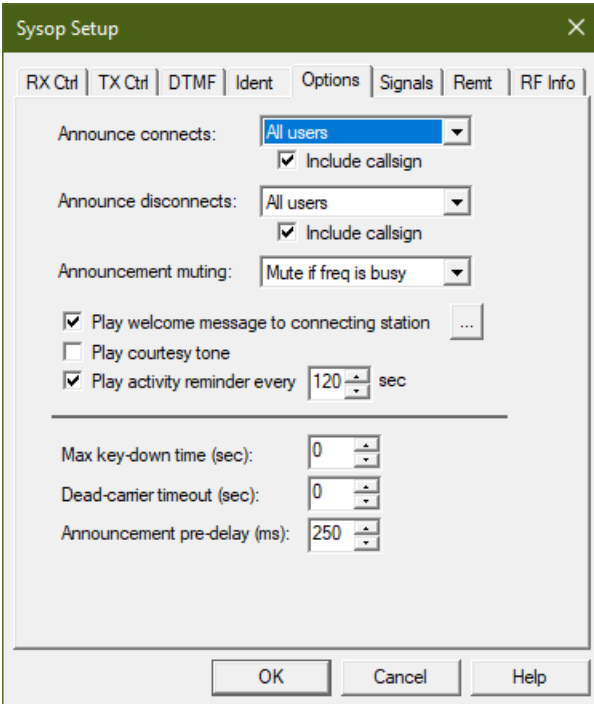 Sysop Setup
RX Ctrl TX Ctrl DTMF Ident Options Signals Remt RF Info
Announce connects: All users
Include callsign
Announce disconnects: All users
Include callsign
Announcement muting: Mute if freq is busy
Play welcome message to connecting station ...
Play courtesy tone
Play activity reminder every 120 sec
Max key-down time (sec): 0
Dead-carrier timeout (sec): 0
Announcement pre-delay (ms): 250
OK Cancel Help